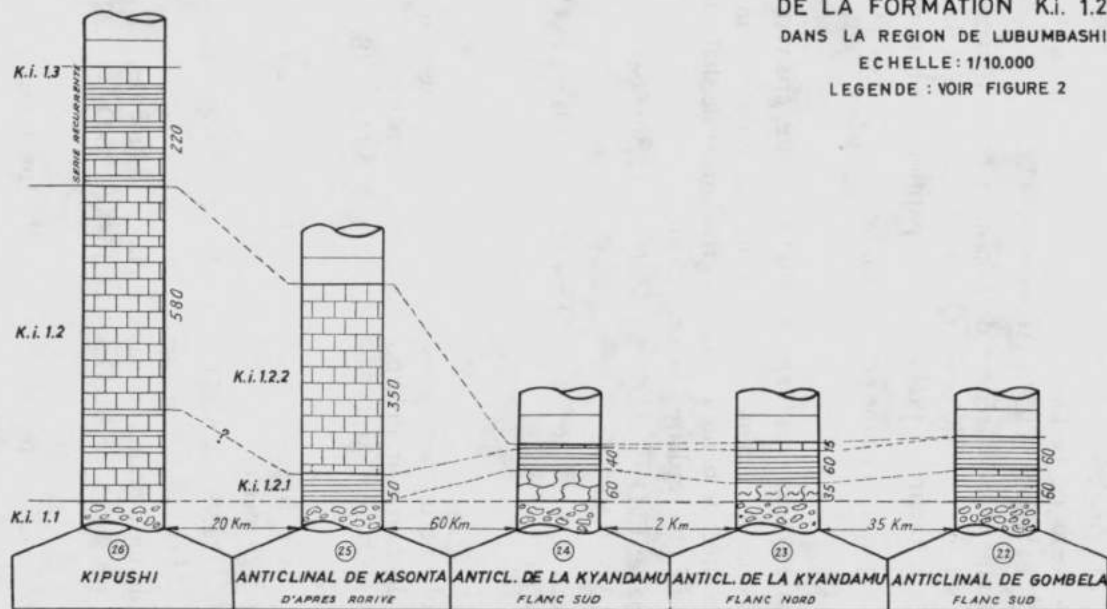 DE LA FORMATION K.i. 1.2
DANS LA REGION DE LUBUMBASHI
ECHELLE: 1/10.000
LEGENDE : VOIR FIGURE 2
K.i. 1.3
SERIE RECURRENTE
220
K.i. 1.2
580
K.i. 1.2.2
350
?
K.i. 1.2.1
50
40
60
15
60
35
60
60
K.i. 1.1
20 Km
60 Km
2 Km
35 Km
26
25
24
23
22
KIPUSHI
ANTICLINAL DE KASONTA
D'APRES RORIVE
ANTICL. DE LA KYANDAMU
FLANC SUD
ANTICL. DE LA KYANDAMU
FLANC NORD
ANTICLINAL DE GOMBELA
FLANC SUD